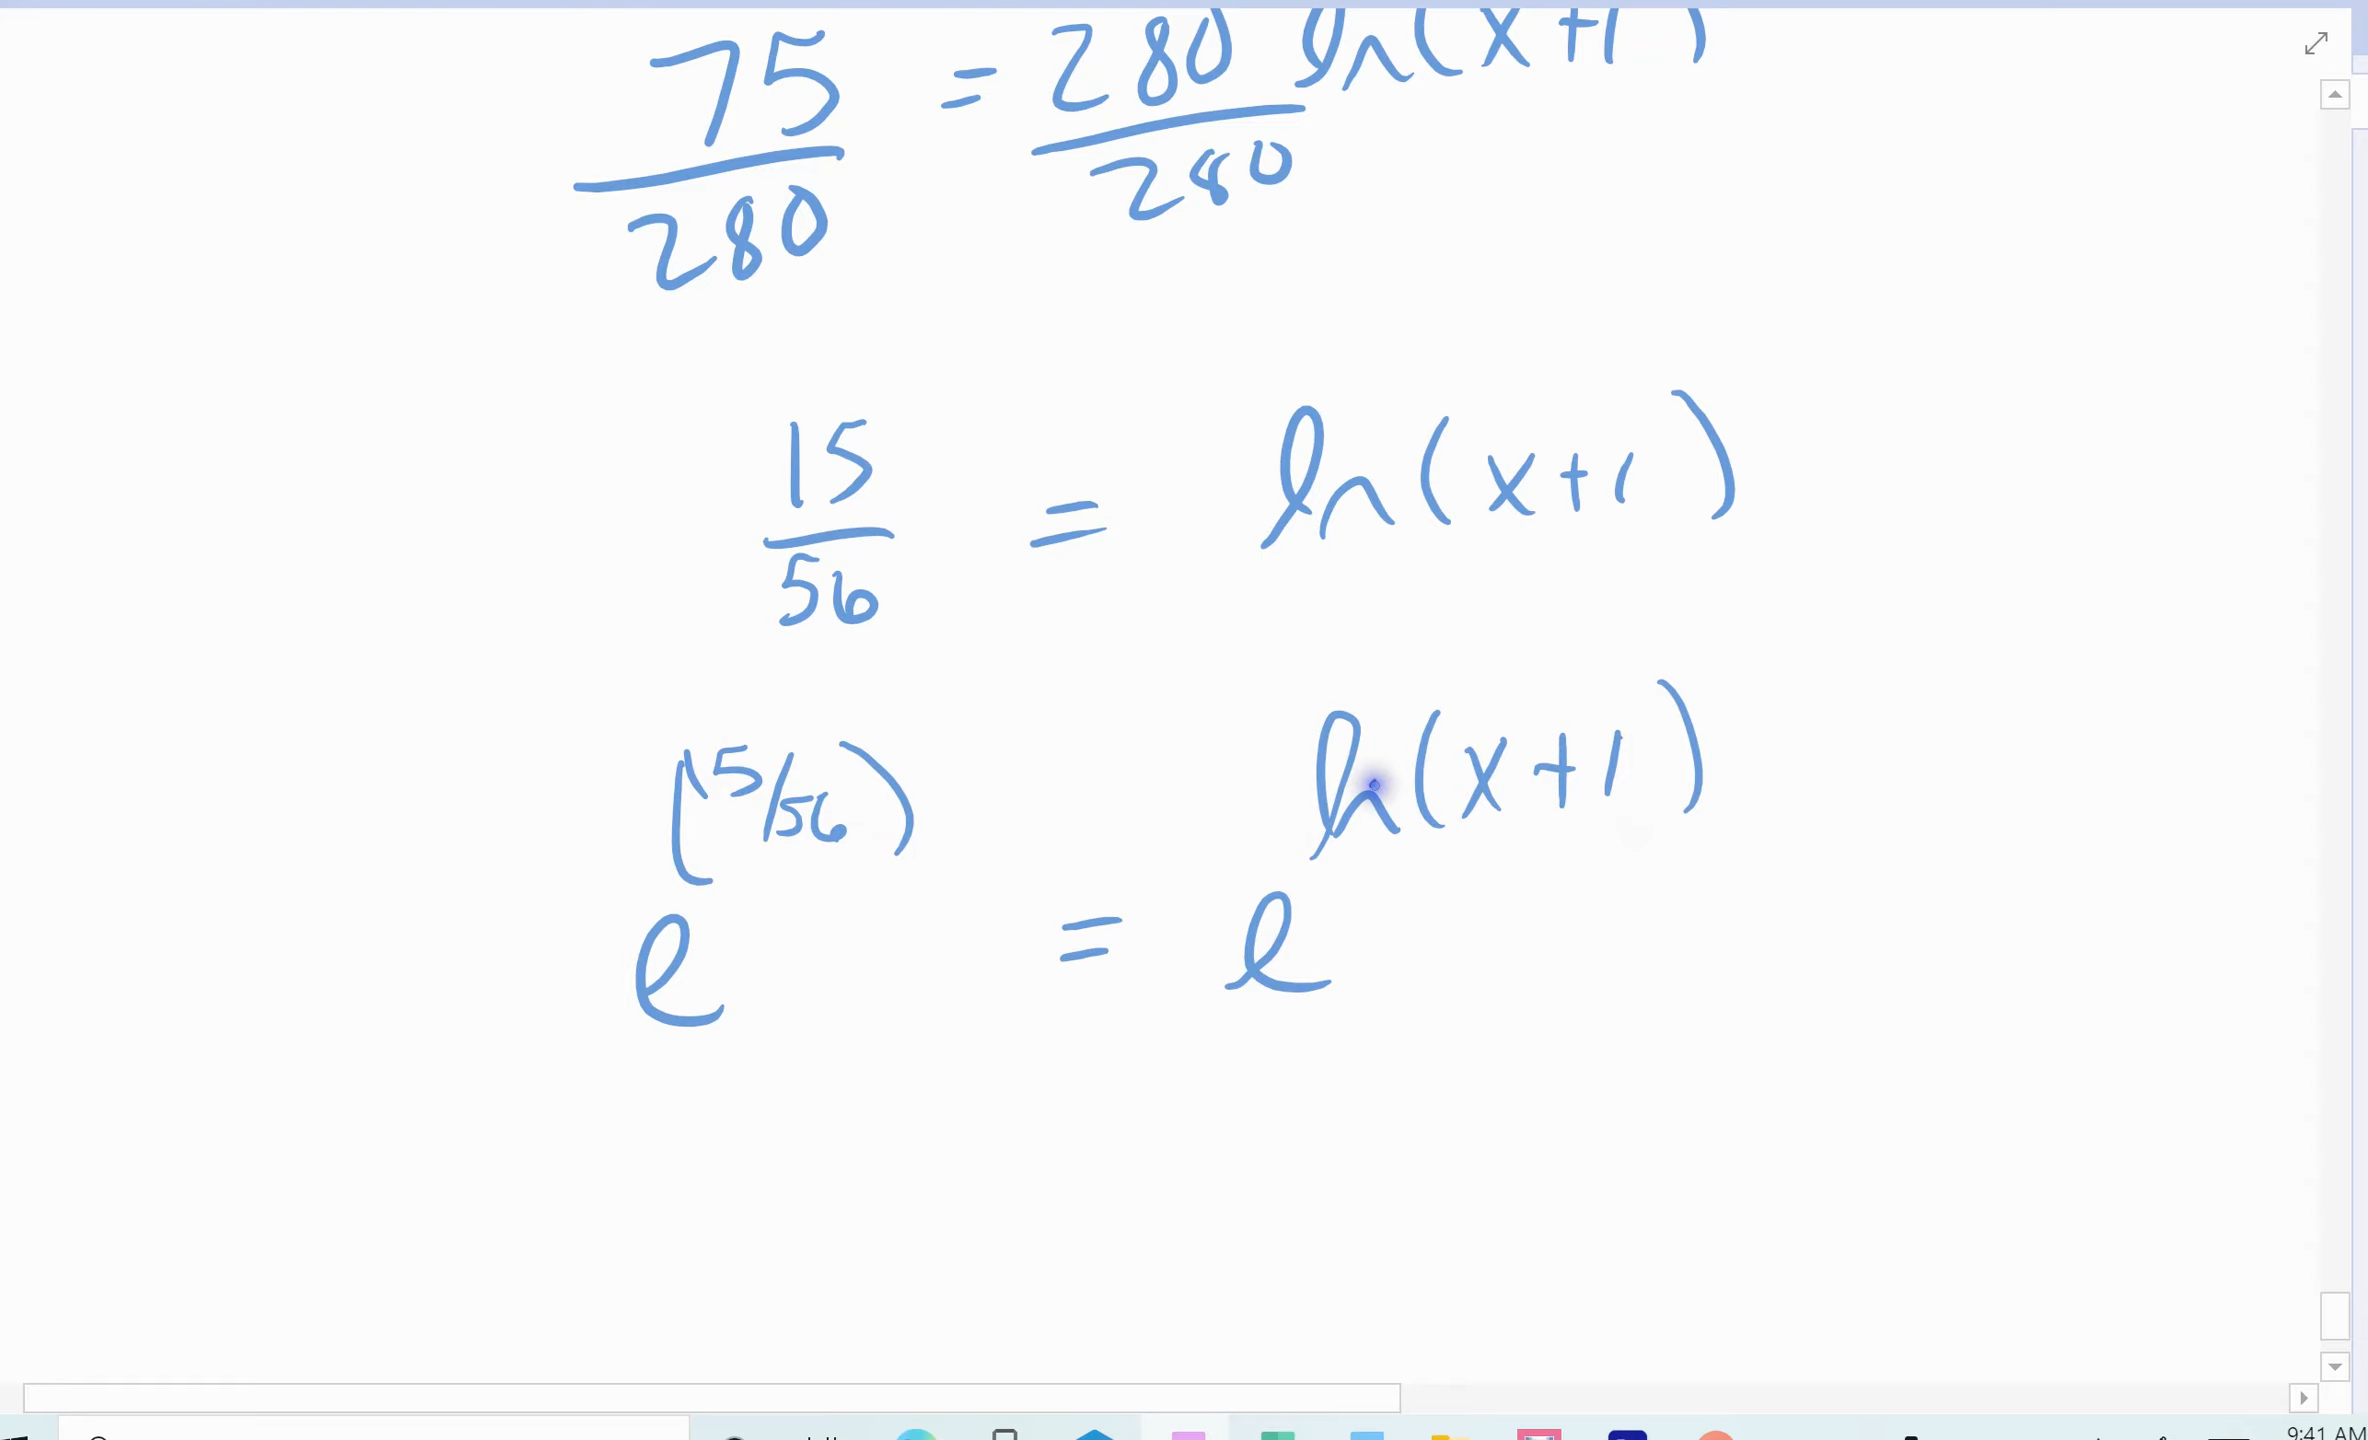 75/280 = 280 ln(x+1)/280
15/56 = ln(x+1)
e^(15/56) = e^ln(x+1)
9:41 AM